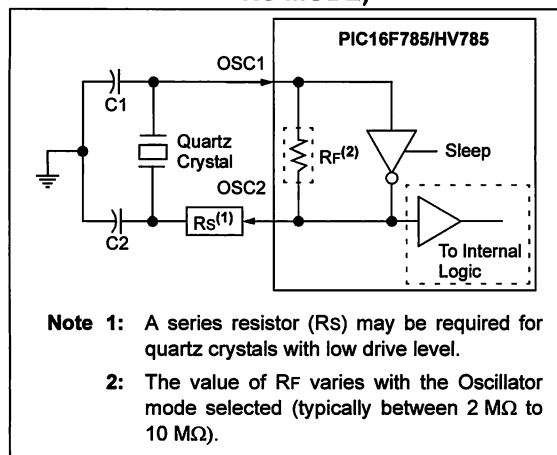 PIC16F785/HV785
OSC1
C1
Quartz
Crystal
RF(2)
Sleep
OSC2
C2
RS(1)
To Internal
Logic
Note 1: A series resistor (RS) may be required for
quartz crystals with low drive level.
2: The value of RF varies with the Oscillator
mode selected (typically between 2 MΩ to
10 MΩ).